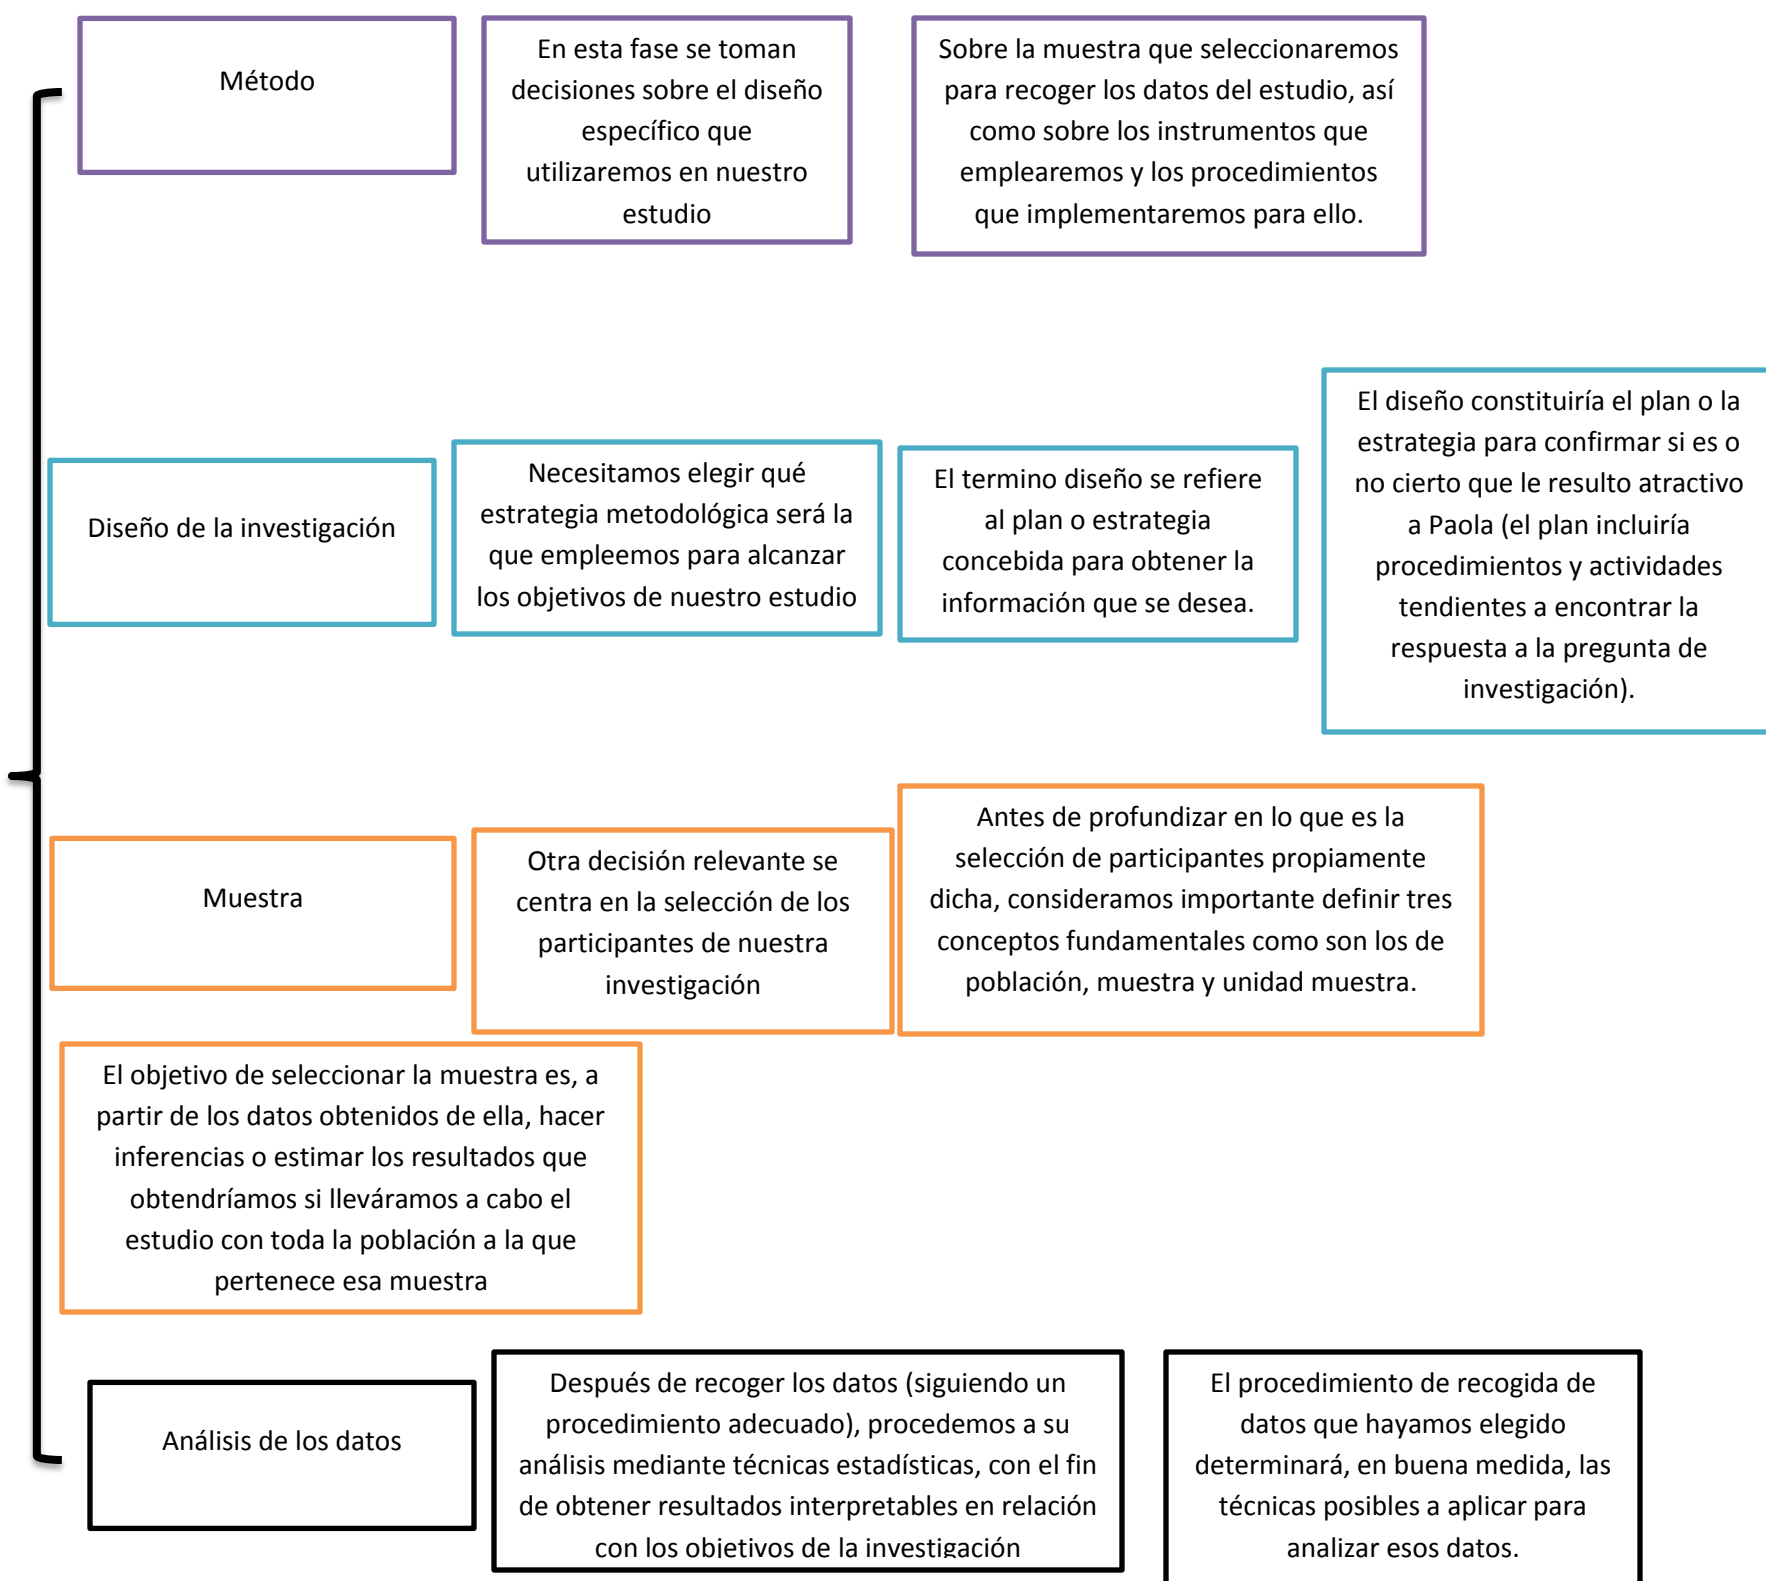 Método
En esta fase se toman
decisiones sobre el diseño
específico que
utilizaremos en nuestro
estudio
Sobre la muestra que seleccionaremos
para recoger los datos del estudio, así
como sobre los instrumentos que
emplearemos y los procedimientos
que implementaremos para ello.
Diseño de la investigación
Necesitamos elegir qué
estrategia metodológica será la
que empleemos para alcanzar
los objetivos de nuestro estudio
El termino diseño se refiere
al plan o estrategia
concebida para obtener la
información que se desea.
El diseño constituiría el plan o la
estrategia para confirmar si es o
no cierto que le resulto atractivo
a Paola (el plan incluiría
procedimientos y actividades
tendientes a encontrar la
respuesta a la pregunta de
investigación).
Muestra
Otra decisión relevante se
centra en la selección de los
participantes de nuestra
investigación
Antes de profundizar en lo que es la
selección de participantes propiamente
dicha, consideramos importante definir tres
conceptos fundamentales como son los de
población, muestra y unidad muestra.
El objetivo de seleccionar la muestra es, a
partir de los datos obtenidos de ella, hacer
inferencias o estimar los resultados que
obtendríamos si lleváramos a cabo el
estudio con toda la población a la que
pertenece esa muestra
Análisis de los datos
Después de recoger los datos (siguiendo un
procedimiento adecuado), procedemos a su
análisis mediante técnicas estadísticas, con el fin
de obtener resultados interpretables en relación
con los objetivos de la investigación
El procedimiento de recogida de
datos que hayamos elegido
determinará, en buena medida, las
técnicas posibles a aplicar para
analizar esos datos.